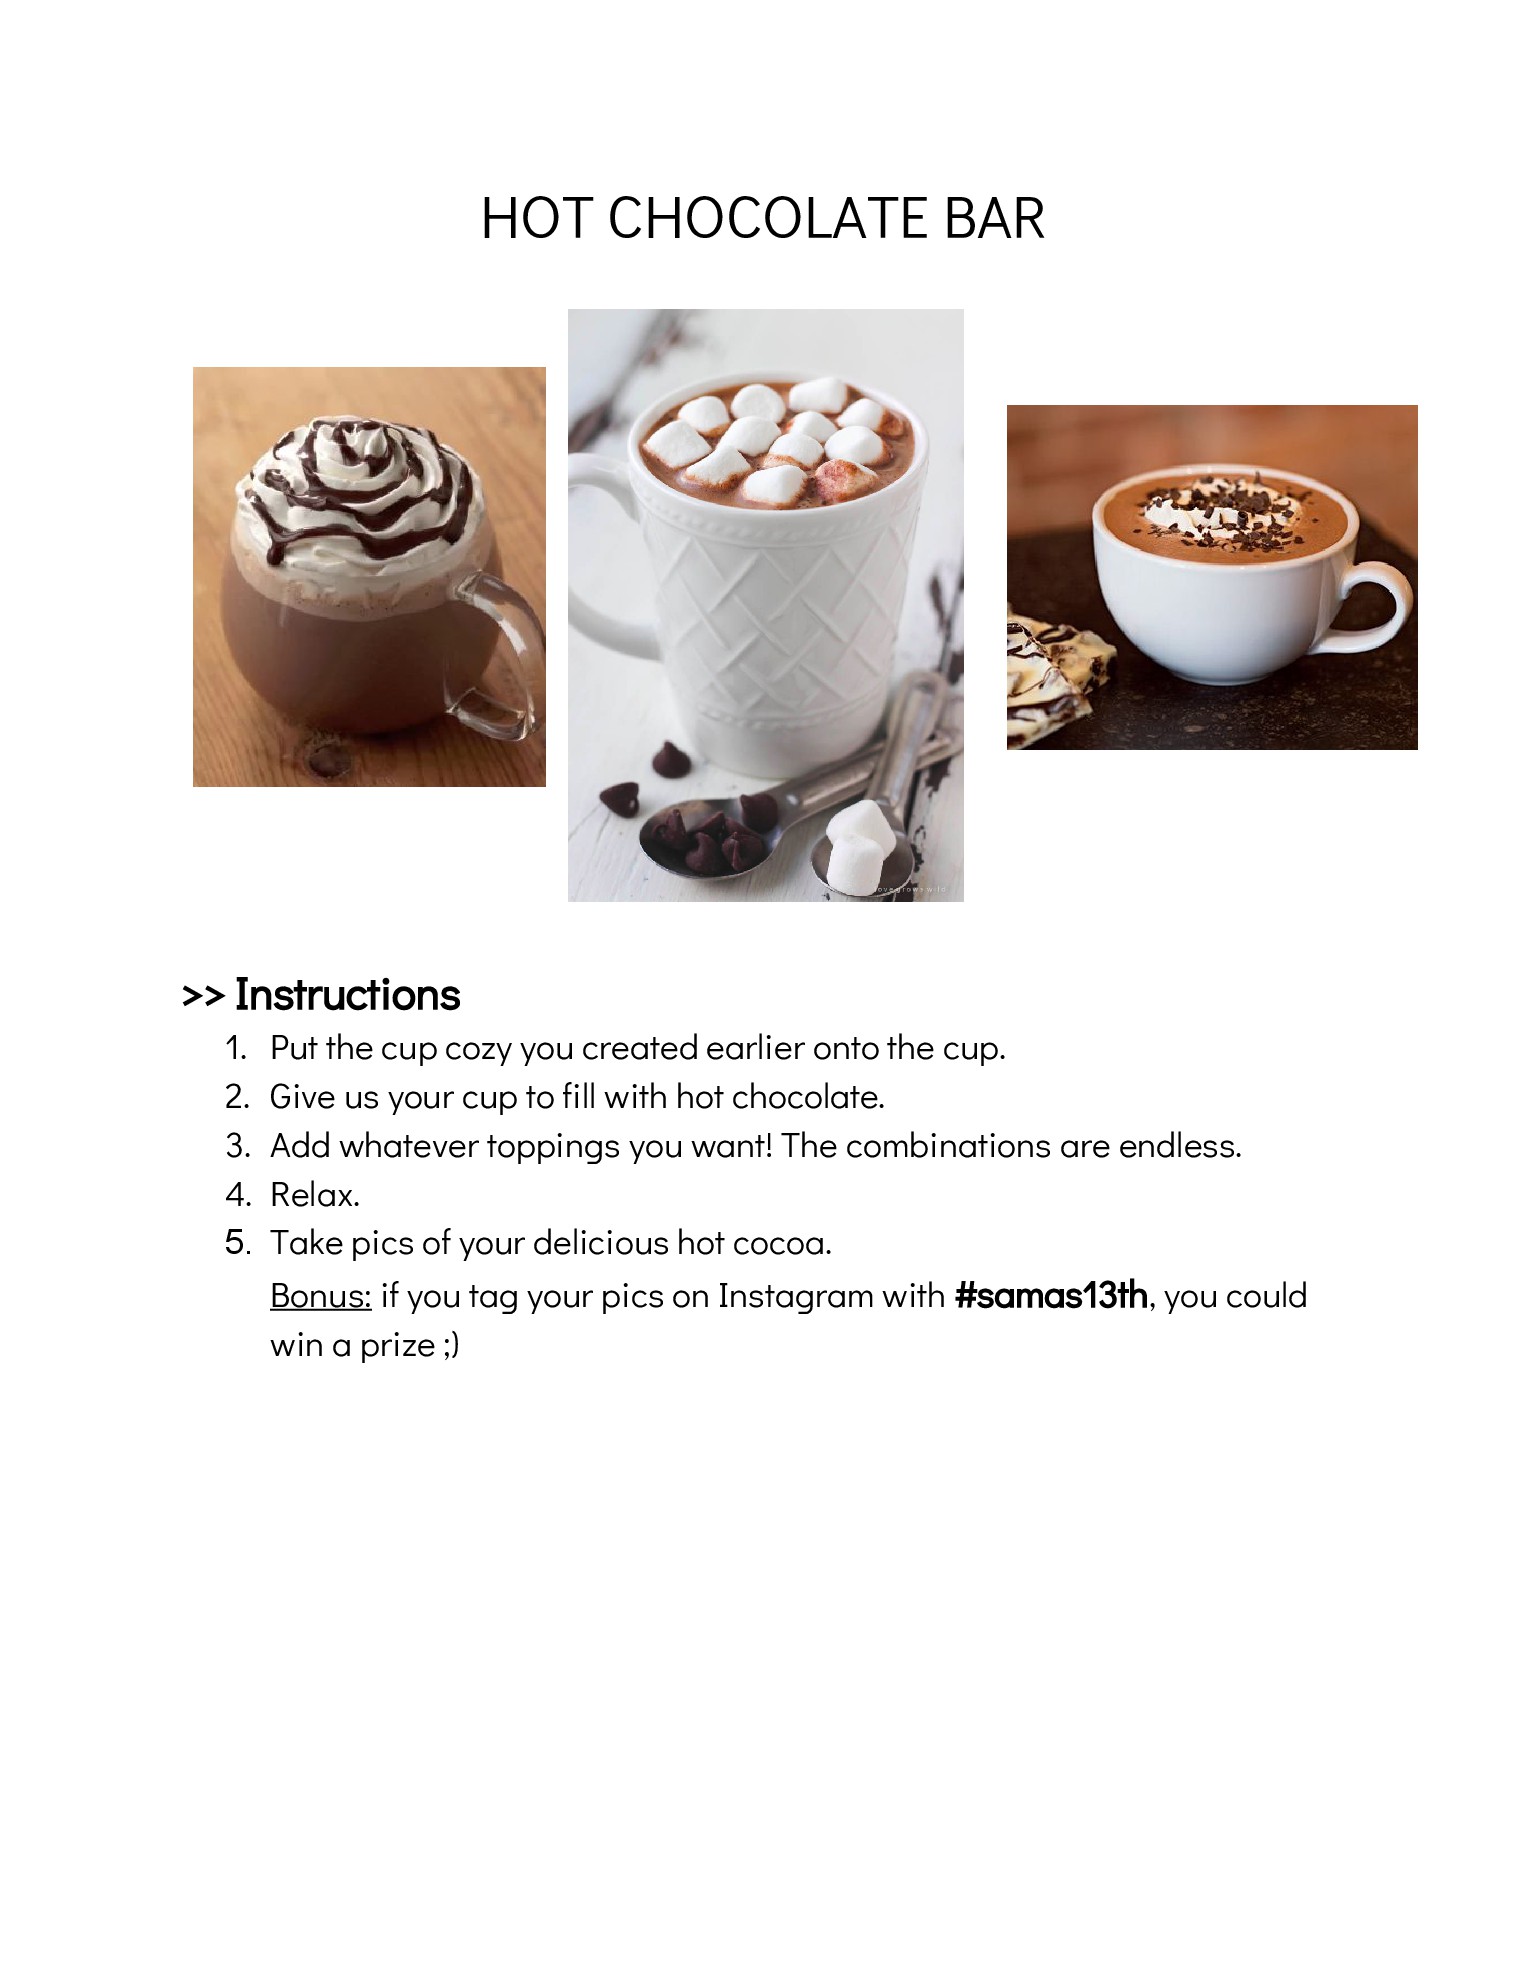 HOT CHOCOLATE BAR
lovegrowswild
>> Instructions
1. Put the cup cozy you created earlier onto the cup.
2. Give us your cup to fill with hot chocolate.
3. Add whatever toppings you want! The combinations are endless.
4. Relax.
5. Take pics of your delicious hot cocoa.
Bonus: if you tag your pics on Instagram with #samas13th, you could
win a prize ;)